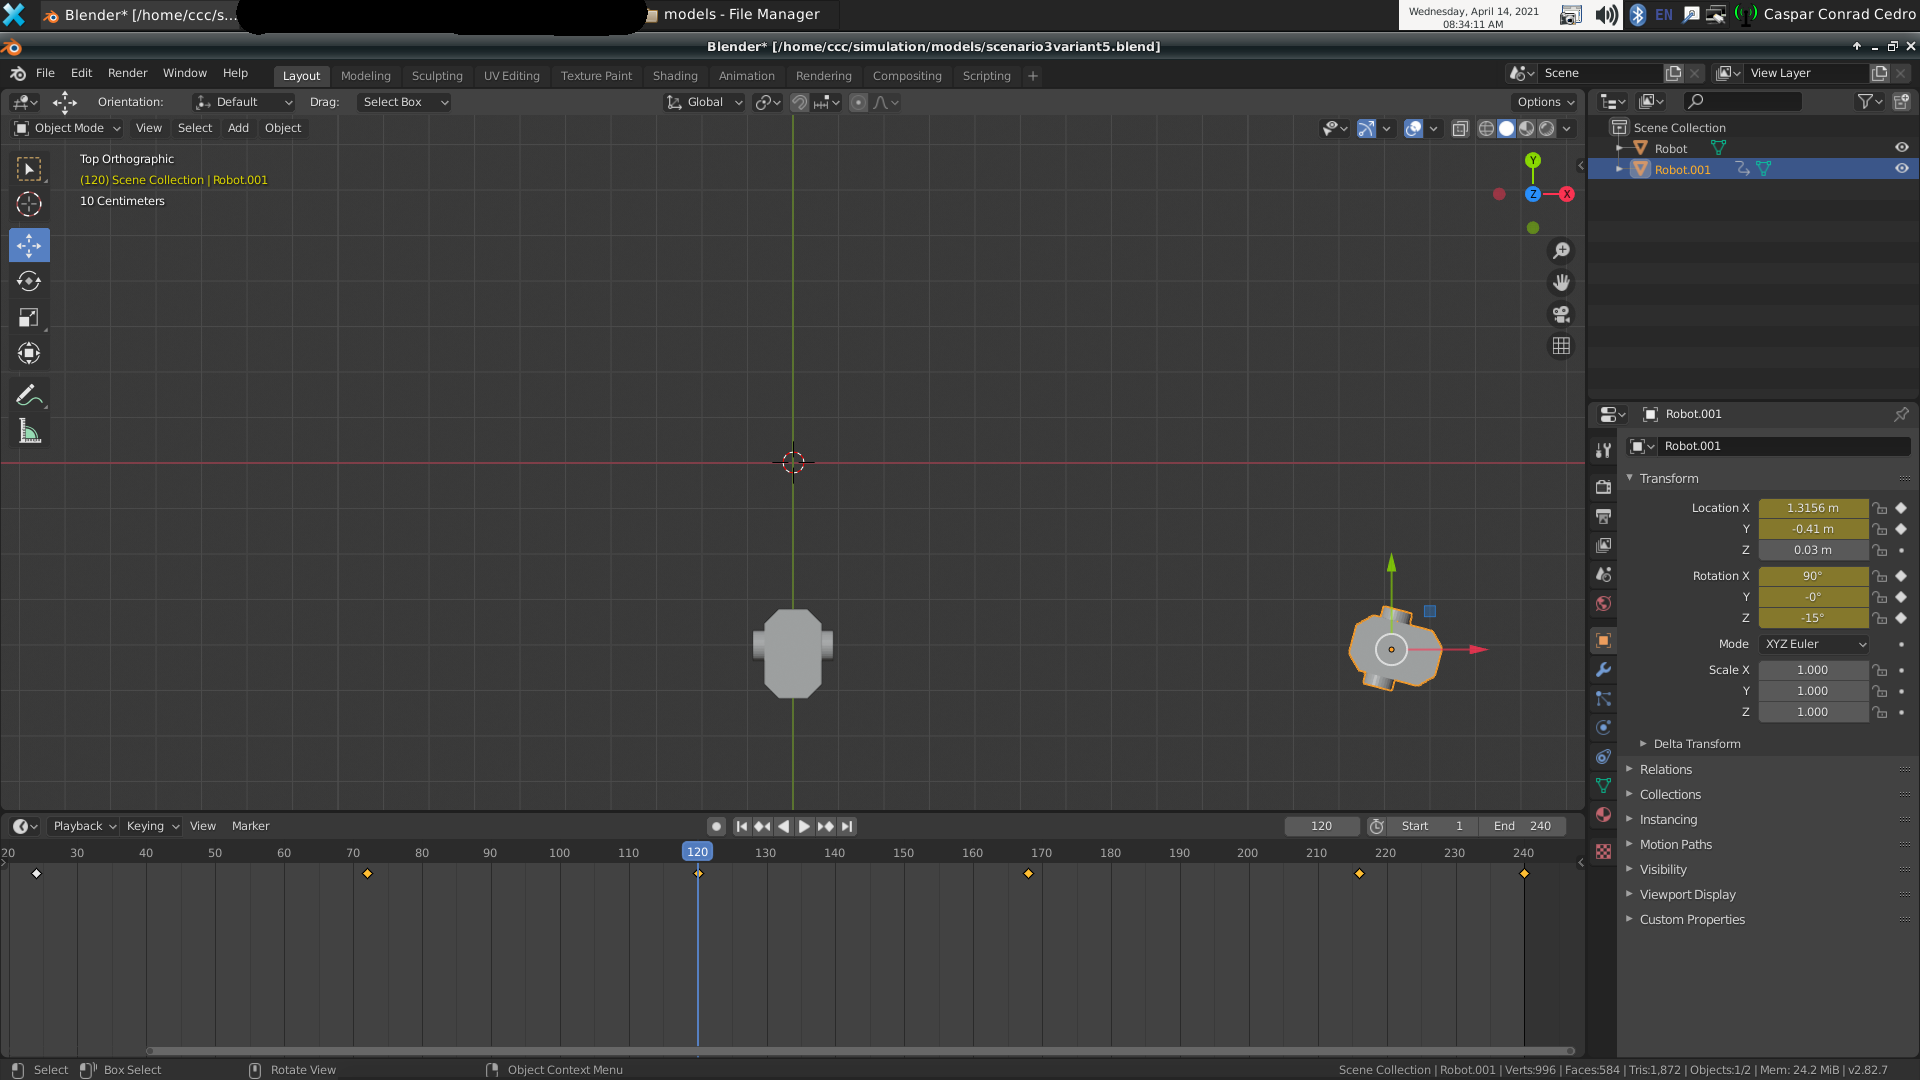 Blender* [/home/ccc/s...
models - File Manager
Wednesday, April 14, 2021
08:34:11 AM
EN
Caspar Conrad Cedro
Blender* [/home/ccc/simulation/models/scenario3variant5.blend]
File Edit Render Window Help
Layout Modeling Sculpting UV Editing Texture Paint Shading Animation Rendering Compositing Scripting +
Scene
View Layer
Orientation: Default Drag: Select Box
Global
Options
Object Mode View Select Add Object
Top Orthographic
(120) Scene Collection | Robot.001
10 Centimeters
Y
Z
X
Scene Collection
Robot
Robot.001
Robot.001
Robot.001
Transform
Location X 1.3156 m
Y -0.41 m
Z 0.03 m
Rotation X 90°
Y -0°
Z -15°
Mode XYZ Euler
Scale X 1.000
Y 1.000
Z 1.000
Delta Transform
Relations
Collections
Instancing
Motion Paths
Visibility
Viewport Display
Custom Properties
Playback Keying View Marker
120 Start 1 End 240
20 30 40 50 60 70 80 90 100 110 120 130 140 150 160 170 180 190 200 210 220 230 240
Select Box Select Rotate View Object Context Menu
Scene Collection | Robot.001 | Verts:996 | Faces:584 | Tris:1,872 | Objects:1/2 | Mem: 24.2 MiB | v2.82.7